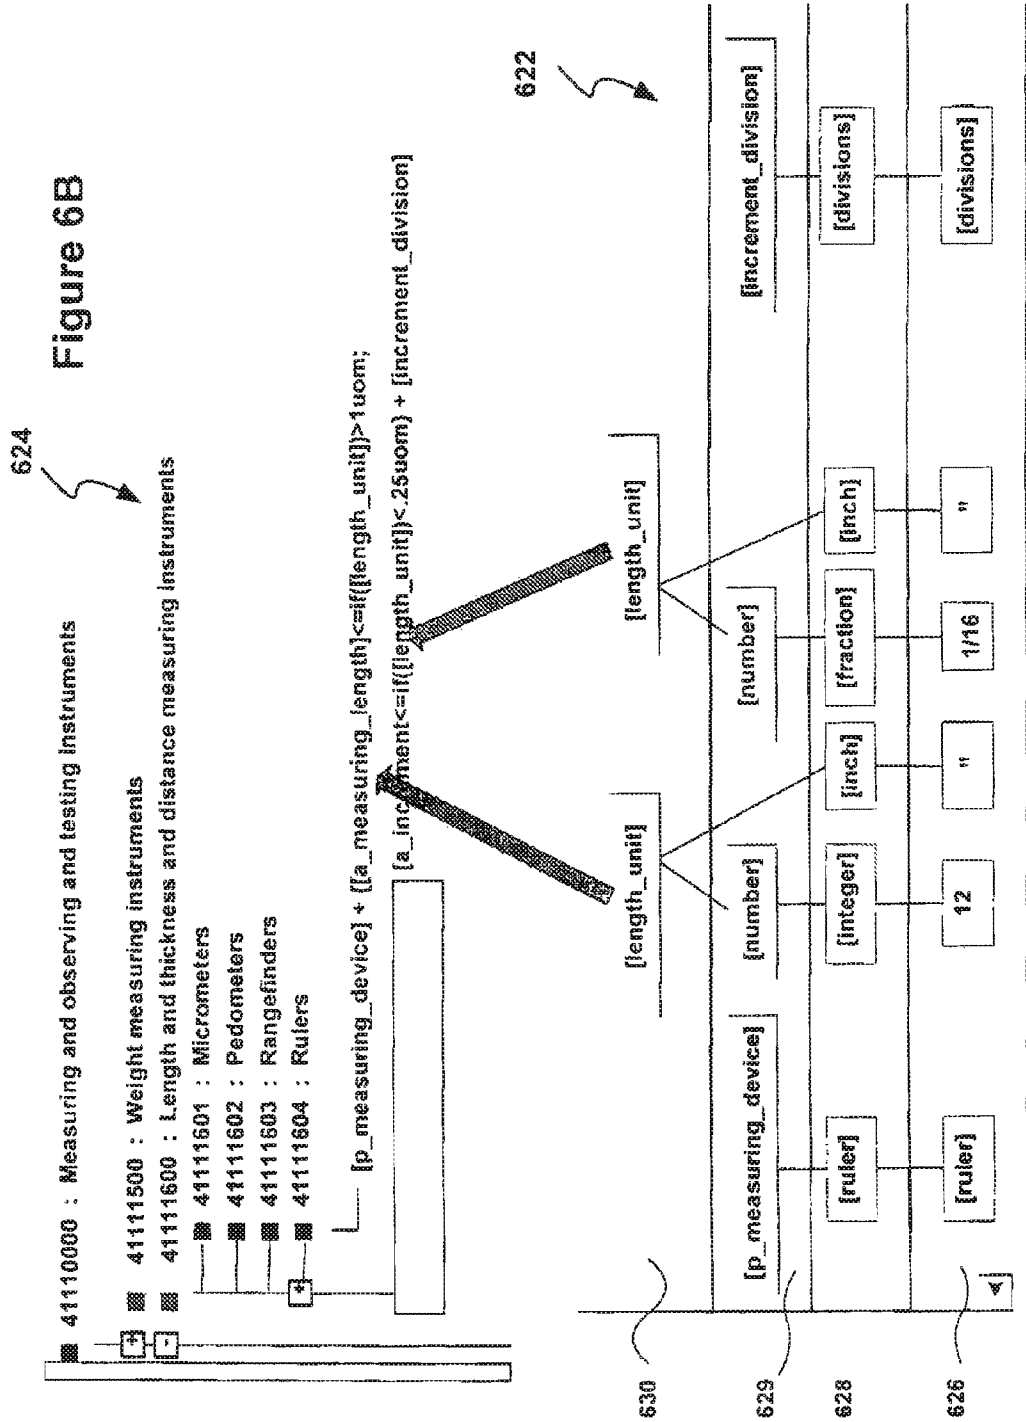 Figure 6B
624
41110000 : Measuring and observing and testing instruments
+ 41111500 : Weight measuring instruments
- 41111600 : Length and thickness and distance measuring instruments
41111601 : Micrometers
41111602 : Pedometers
41111603 : Rangefinders
41111604 : Rulers
[p_measuring_device] + {[a_measuring_length]<=if([length_unit])>1uom;
[a_increment<=if([length_unit])<.25uom} + [increment_division]
622
630
[length_unit] [length_unit]
629
[p_measuring_device] [number] [number] [increment_division]
628
[ruler] [integer] [inch] [fraction] [inch] [divisions]
626
[ruler] 12 " 1/16 " [divisions]